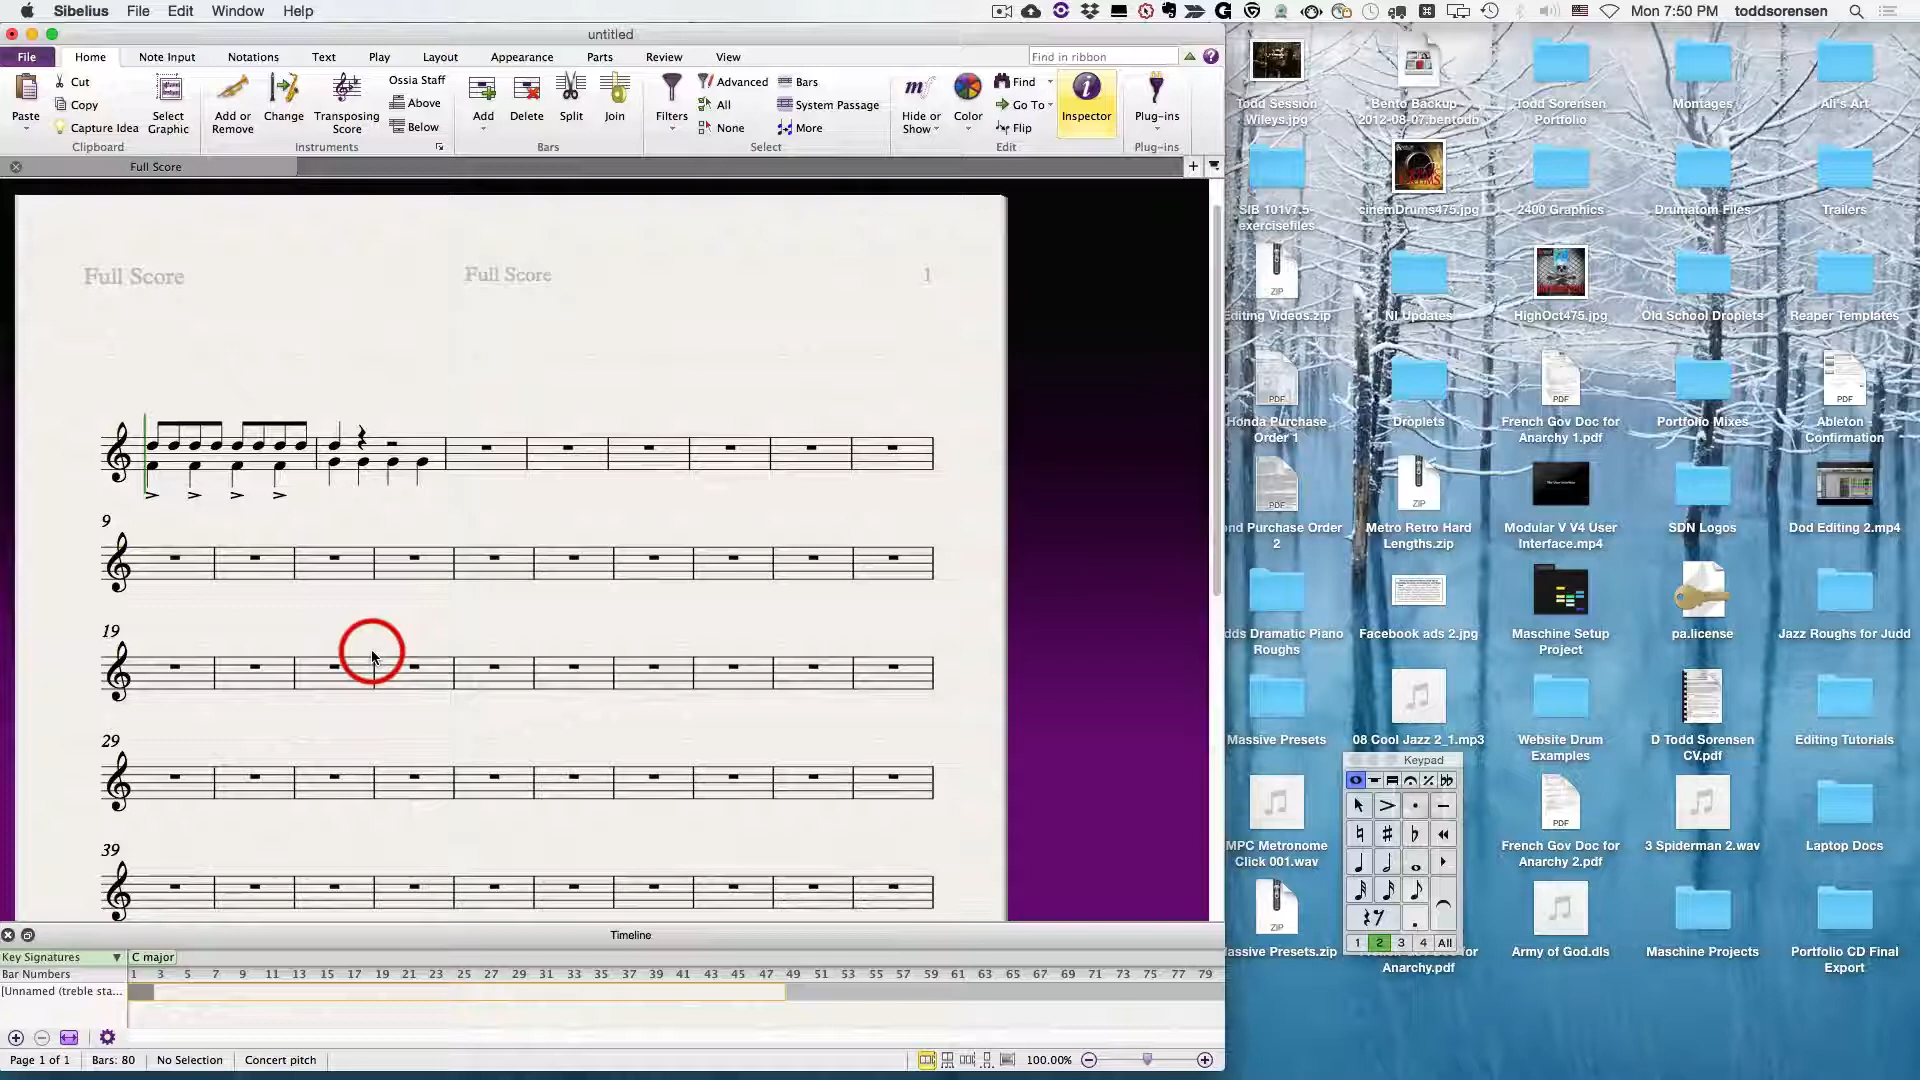 Sibelius File Edit Window Help
Mon 7:50 PM toddsorensen
untitled
File Home Note Input Notations Text Play Layout Appearance Parts Review View Find in ribbon
Paste
Cut
Copy
Capture Idea
Select Graphic
Clipboard
Add or Remove
Change
Transposing Score
Ossia Staff
Above
Below
Instruments
Add
Delete
Split
Join
Bars
Filters
Advanced
All
None
Bars
System Passage
More
Select
Hide or Show
Color
Find
Go To
Flip
Edit
Inspector
Plug-ins
Plug-ins
Full Score
Full Score Full Score 1
9
19
29
39
Timeline
Key Signatures C major
Bar Numbers 1 3 5 7 9 11 13 15 17 19 21 23 25 27 29 31 33 35 37 39 41 43 45 47 49 51 53 55 57 59 61 63 65 67 69 71 73 75 77 79
[Unnamed (treble sta...
Page 1 of 1 Bars: 80 No Selection Concert pitch 100.00%
Todd Session Wileys.jpg
Bento Backup 2012-08-07.bentodb
Todd Sorensen Portfolio
Montages
Ali's Art
SIB 101v7.5-exercisefiles
cinemDrums475.jpg
2400 Graphics
Drumatom Files
Trailers
ZIP
Editing Videos.zip
NI Updates
HighOct475.jpg
Old School Droplets
Reaper Templates
PDF
Honda Purchase Order 1
Droplets
PDF
French Gov Doc for Anarchy 1.pdf
Portfolio Mixes
PDF
Ableton Confirmation
PDF
ond Purchase Order 2
ZIP
Metro Retro Hard Lengths.zip
Modular V V4 User Interface.mp4
SDN Logos
Dod Editing 2.mp4
dds Dramatic Piano Roughs
Facebook ads 2.jpg
Maschine Setup Project
pa.license
Jazz Roughs for Judd
Massive Presets
08 Cool Jazz 2_1.mp3
Website Drum Examples
D Todd Sorensen CV.pdf
Editing Tutorials
Keypad
1 2 3 4 All
MPC Metronome Click 001.wav
PDF
French Gov Doc for Anarchy 2.pdf
3 Spiderman 2.wav
Laptop Docs
ZIP
assive Presets.zip
for
Anarchy.pdf
Army of God.dls
Maschine Projects
Portfolio CD Final Export